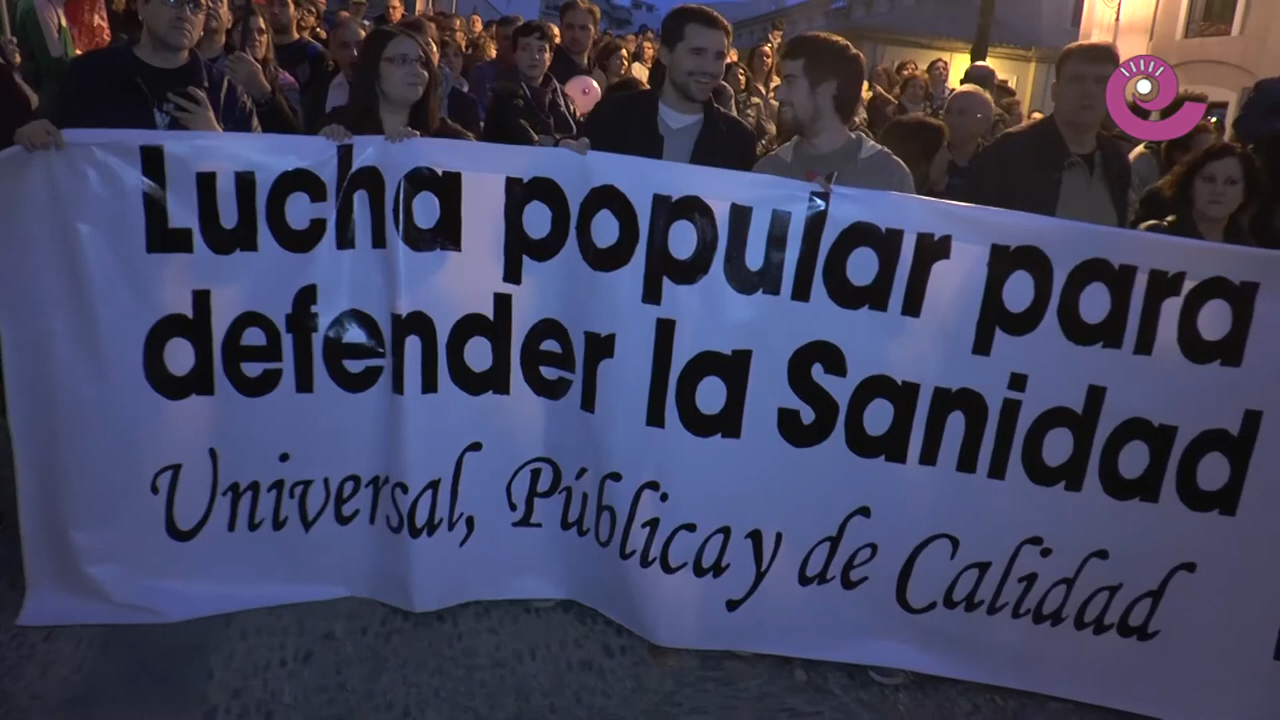 Lucha popular para
defender la Sanidad
Universal, Pública y de Calidad